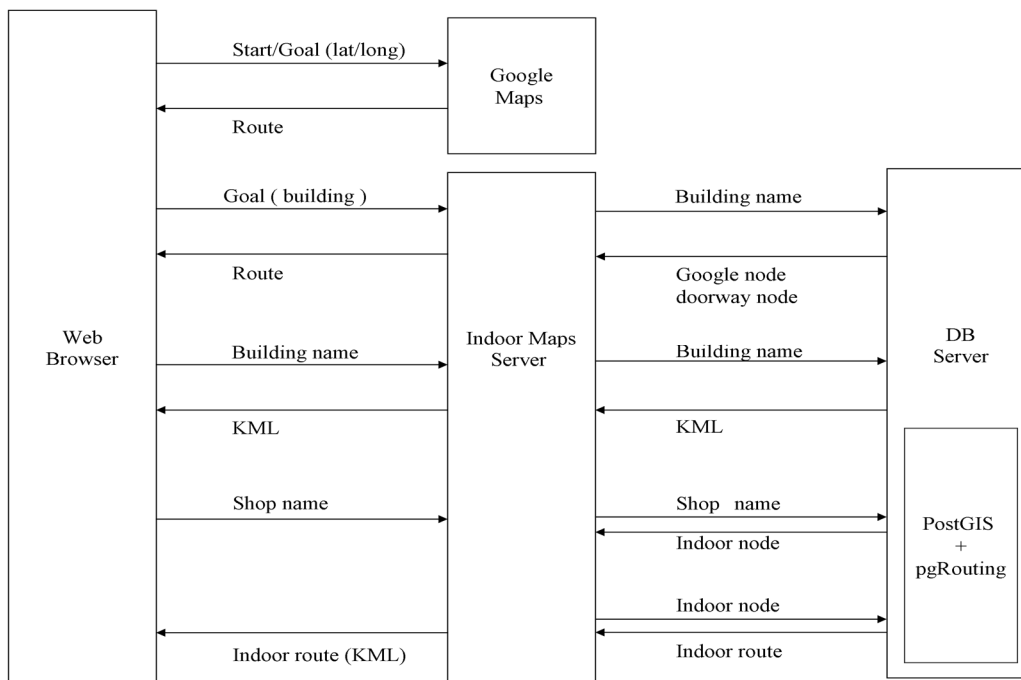 Start/Goal (lat/long)
Google
Maps
Route
Goal ( building )
Building name
Route
Google node
doorway node
Web
Browser
Indoor Maps
Server
DB
Server
Building name
Building name
KML
KML
Shop name
Shop name
Indoor node
PostGIS
+
pgRouting
Indoor node
Indoor route (KML)
Indoor route